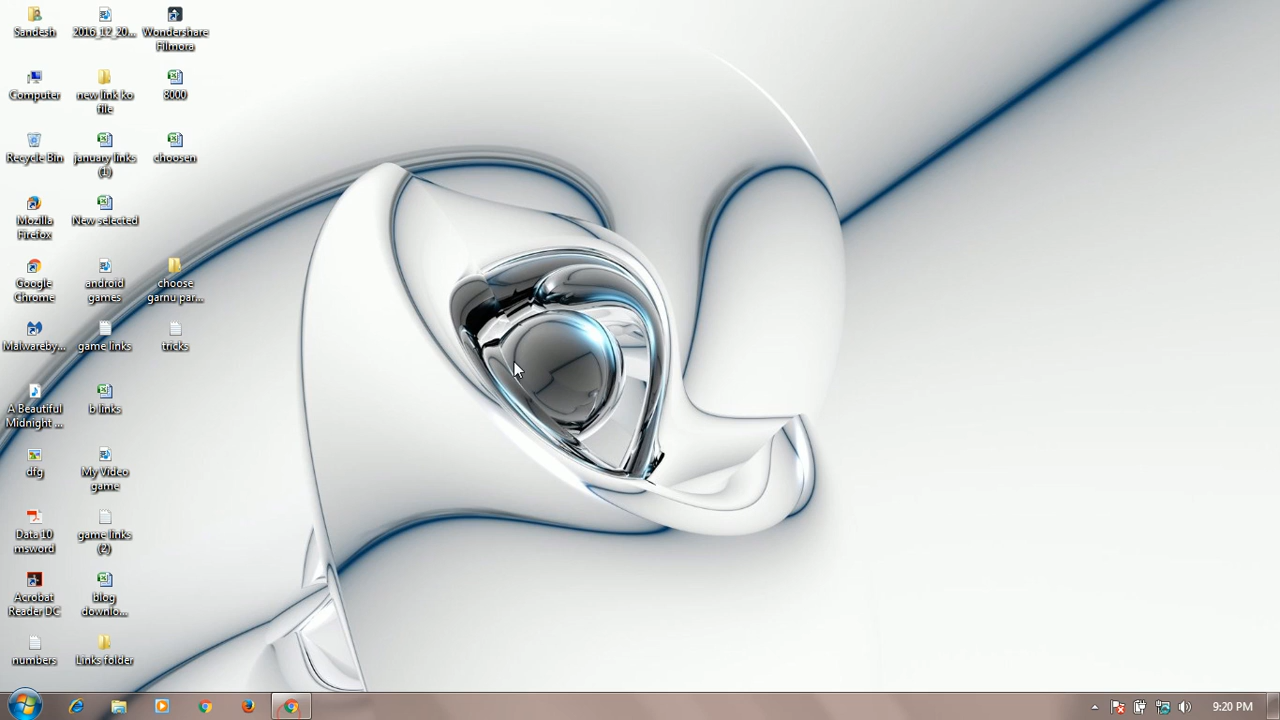 Sandesh
Computer
Recycle Bin
Mozilla
Firefox
Google
Chrome
Malwareby...
A Beautiful
Midnight ...
dfg
Data 10
msword
Acrobat
Reader DC
numbers
2016_12_20...
new link ko
file
january links
(1)
New selected
android
games
game links
b links
My Video
game
game links
(2)
blog
downlo...
Links folder
Wondershare
Filmora
8000
choosen
choose
garnu par...
tricks
9:20 PM